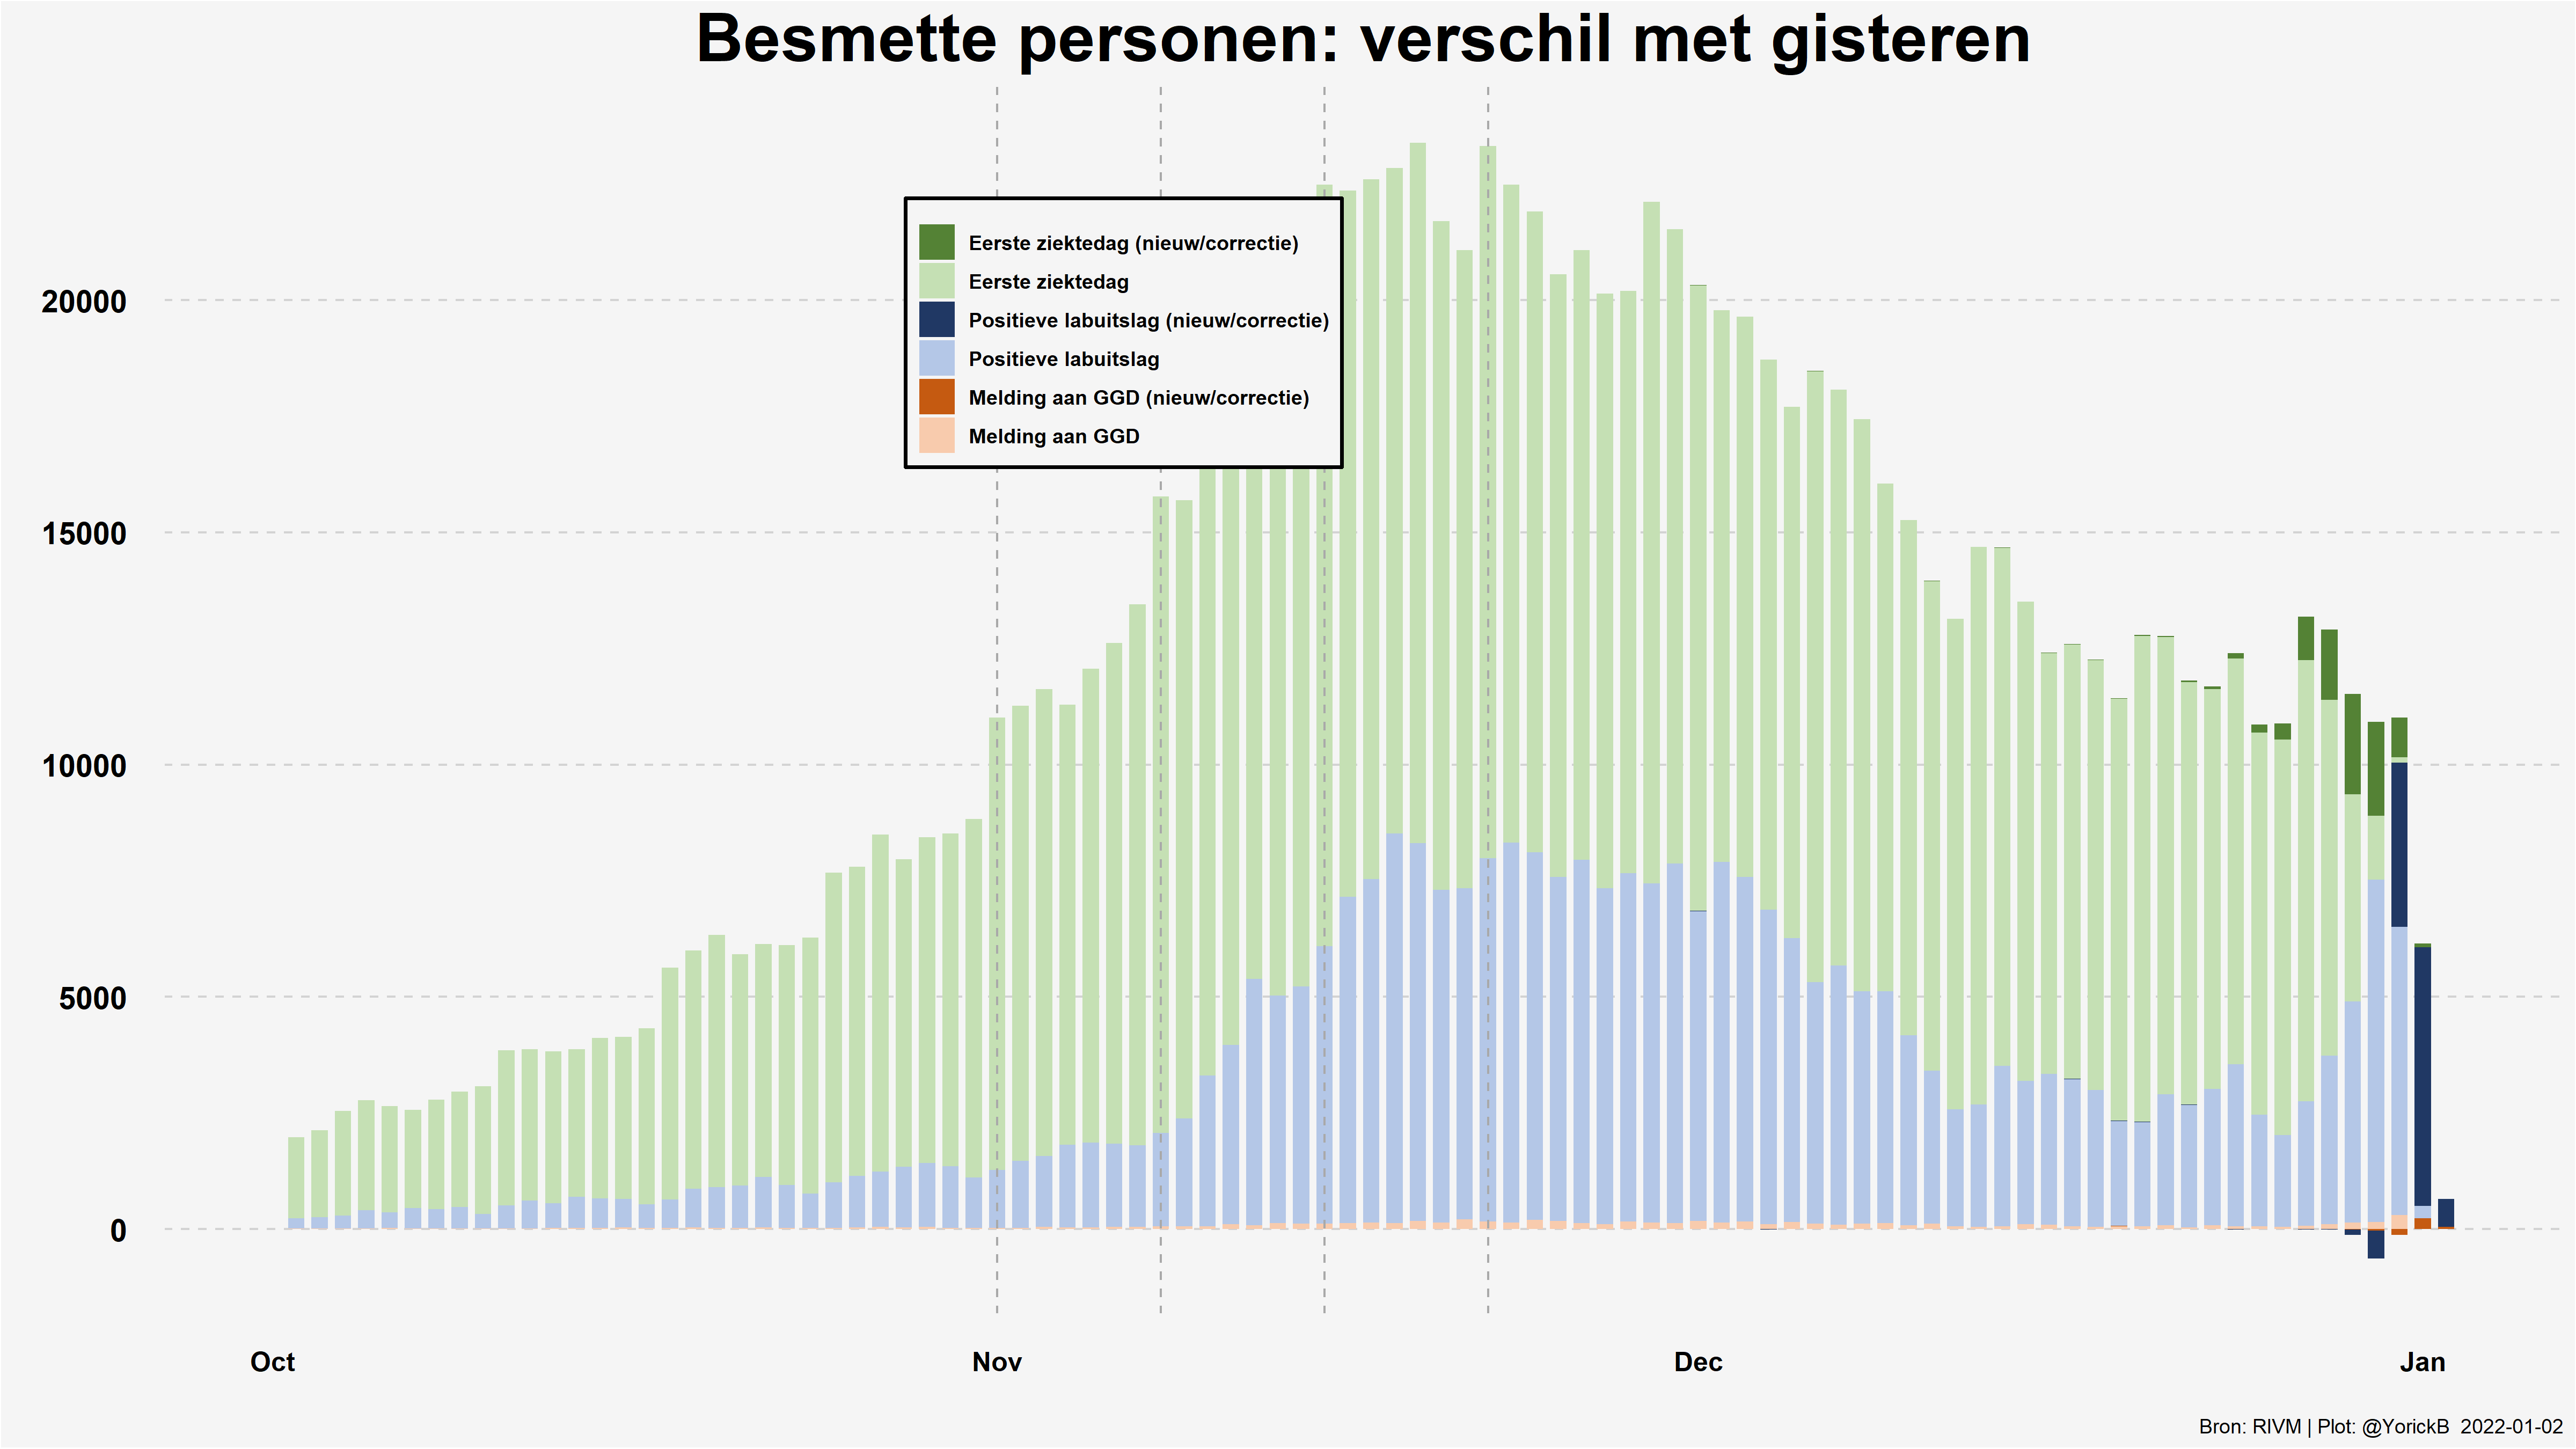 Besmette personen: verschil met gisteren
Eerste ziektedag (nieuw/correctie)
Eerste ziektedag
Positieve labuitslag (nieuw/correctie)
Positieve labuitslag
Melding aan GGD (nieuw/correctie)
Melding aan GGD
20000
15000
10000
5000
0
Oct Nov Dec Jan
Bron: RIVM | Plot: @YorickB 2022-01-02